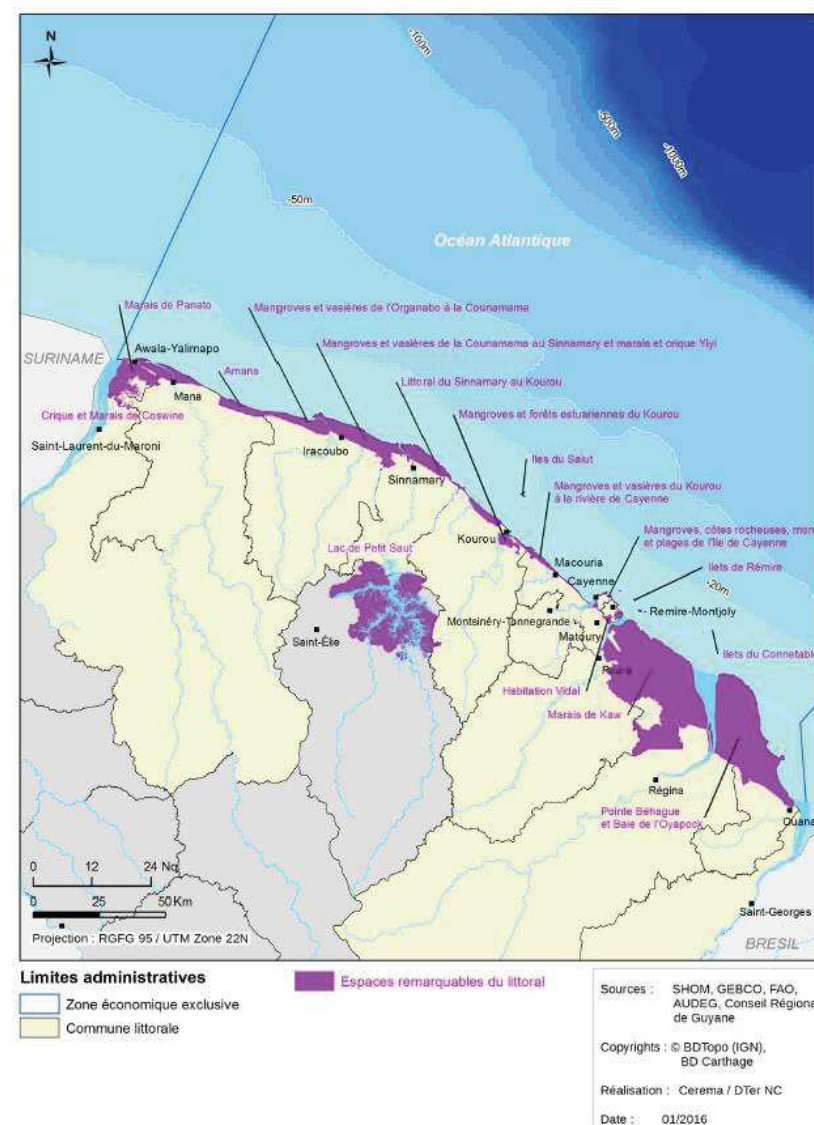 N
-100m
-500m
-1000m
-50m
Océan Atlantique
Marais de Panato
Mangroves et vasières de l'Organabo à la Counamama
SURINAME
Awala-Yalimapo
Mangroves et vasières de la Counamama au Sinnamary et marais et crique Yiyi
Amana
Littoral du Sinnamary au Kourou
Mana
Crique et Marais de Coswine
Mangroves et forêts estuariennes du Kourou
Saint-Laurent-du-Maroni
Iracoubo
Iles du Salut
Sinnamary
Mangroves et vasières du Kourou
à la rivière de Cayenne
Mangroves, côtes rocheuses, mon
et plages de l'Ile de Cayenne
Kourou
Lac de Petit Saut
Macouria
Cayenne
Ilets de Rémire
-20m
Remire-Montjoly
Montsinéry-Tonnegrande
Saint-Élie
Matoury
Ilets du Connetable
Roura
Habitation Vidal
Marais de Kaw
Régina
Pointe Béhague
et Baie de l'Oyapock
Ouana
0 12 24 Nq
0 25 50 Km
Saint-Georges
Projection : RGFG 95 / UTM Zone 22N
BRESIL
Limites administratives
Zone économique exclusive
Commune littorale
Espaces remarquables du littoral
Sources : SHOM, GEBCO, FAO,
AUDEG, Conseil Régiona
de Guyane
Copyrights : © BDTopo (IGN),
BD Carthage
Réalisation : Cerema / DTer NC
Date : 01/2016